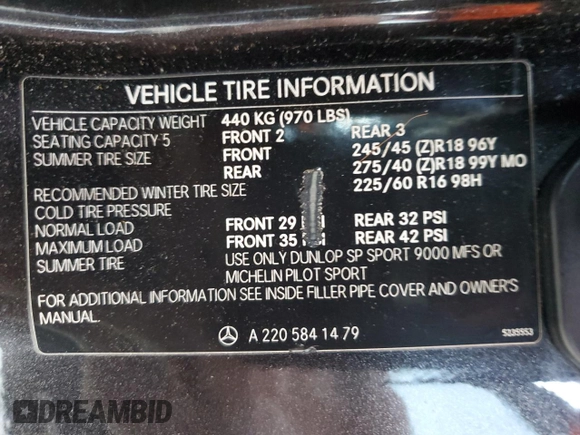 VEHICLE TIRE INFORMATION
VEHICLE CAPACITY WEIGHT 440 KG (970 LBS)
SEATING CAPACITY 5 FRONT 2 REAR 3
SUMMER TIRE SIZE FRONT 245/45 (Z)R18 96Y
REAR 275/40 (Z)R18 99Y MO
RECOMMENDED WINTER TIRE SIZE 225/60 R16 98H
COLD TIRE PRESSURE
NORMAL LOAD FRONT 29 REAR 32 PSI
MAXIMUM LOAD FRONT 35 REAR 42 PSI
SUMMER TIRE USE ONLY DUNLOP SP SPORT 9000 MFS OR
MICHELIN PILOT SPORT
FOR ADDITIONAL INFORMATION SEE INSIDE FILLER PIPE COVER AND OWNER'S
MANUAL.
A 220 584 14 79
5235553
DREAMBID